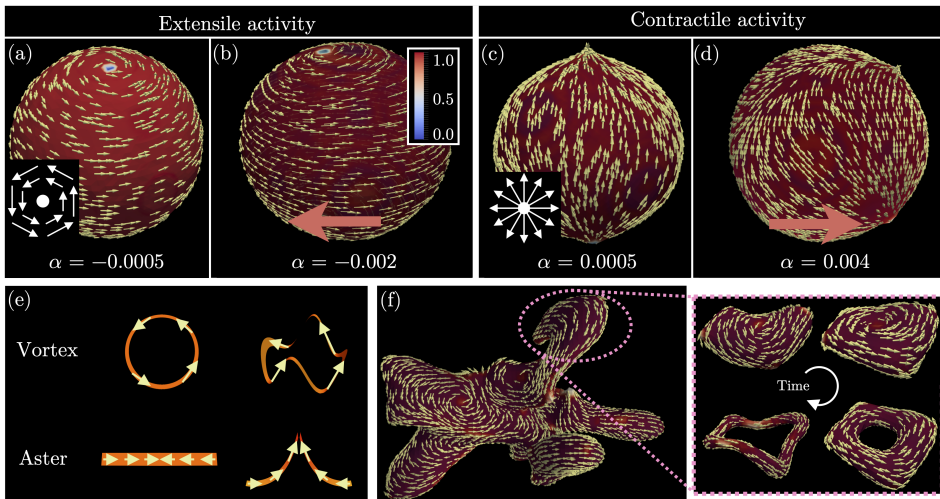 Extensile activity
Contractile activity
(a)
(b)
1.0
0.5
0.0
(c)
(d)
α = −0.0005
α = −0.002
α = 0.0005
α = 0.004
(e)
Vortex
Aster
(f)
Time